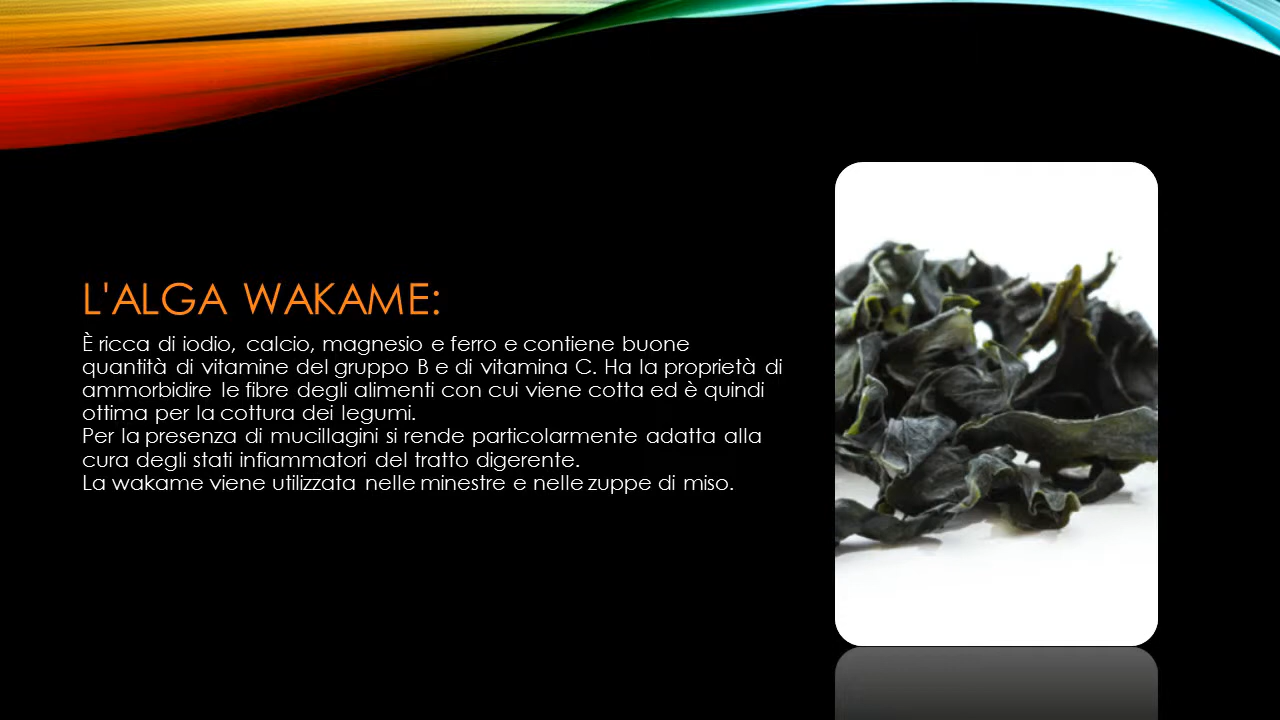 L'ALGA WAKAME:
È ricca di iodio, calcio, magnesio e ferro e contiene buone
quantità di vitamine del gruppo B e di vitamina C. Ha la proprietà di
ammorbidire le fibre degli alimenti con cui viene cotta ed è quindi
ottima per la cottura dei legumi.
Per la presenza di mucillagini si rende particolarmente adatta alla
cura degli stati infiammatori del tratto digerente.
La wakame viene utilizzata nelle minestre e nelle zuppe di miso.